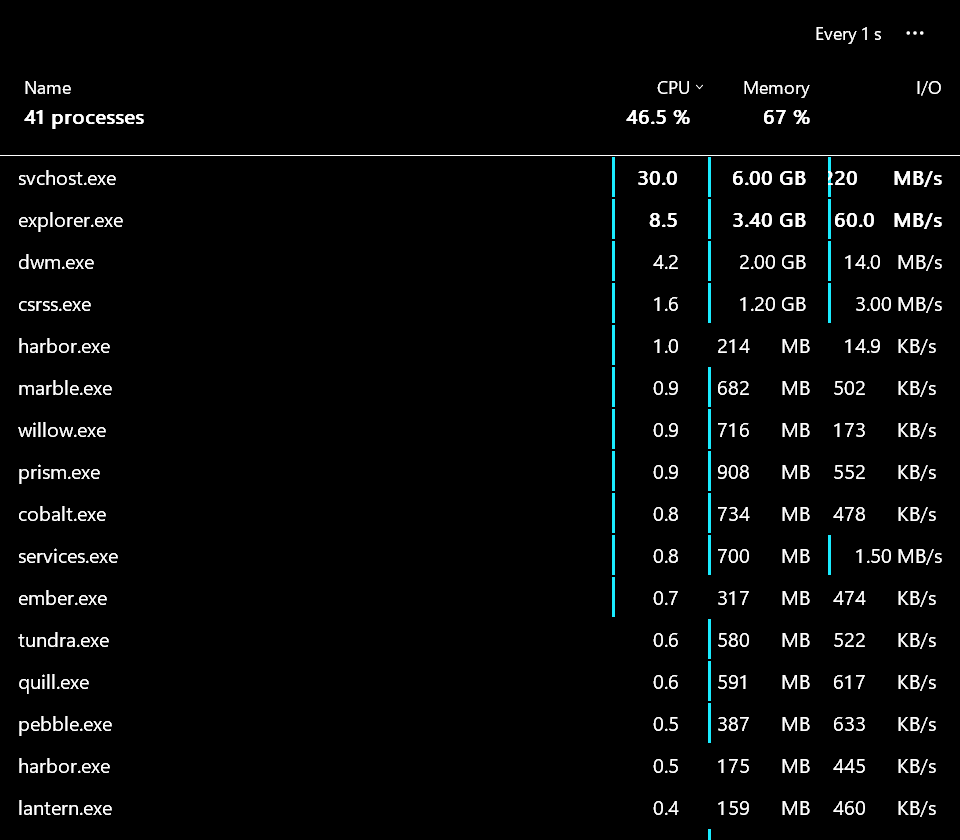 Every 1 s ···
Name CPU Memory I/O
41 processes 46.5 % 67 %
svchost.exe 30.0 6.00 GB 220 MB/s
explorer.exe 8.5 3.40 GB 60.0 MB/s
dwm.exe 4.2 2.00 GB 14.0 MB/s
csrss.exe 1.6 1.20 GB 3.00 MB/s
harbor.exe 1.0 214 MB 14.9 KB/s
marble.exe 0.9 682 MB 502 KB/s
willow.exe 0.9 716 MB 173 KB/s
prism.exe 0.9 908 MB 552 KB/s
cobalt.exe 0.8 734 MB 478 KB/s
services.exe 0.8 700 MB 1.50 MB/s
ember.exe 0.7 317 MB 474 KB/s
tundra.exe 0.6 580 MB 522 KB/s
quill.exe 0.6 591 MB 617 KB/s
pebble.exe 0.5 387 MB 633 KB/s
harbor.exe 0.5 175 MB 445 KB/s
lantern.exe 0.4 159 MB 460 KB/s